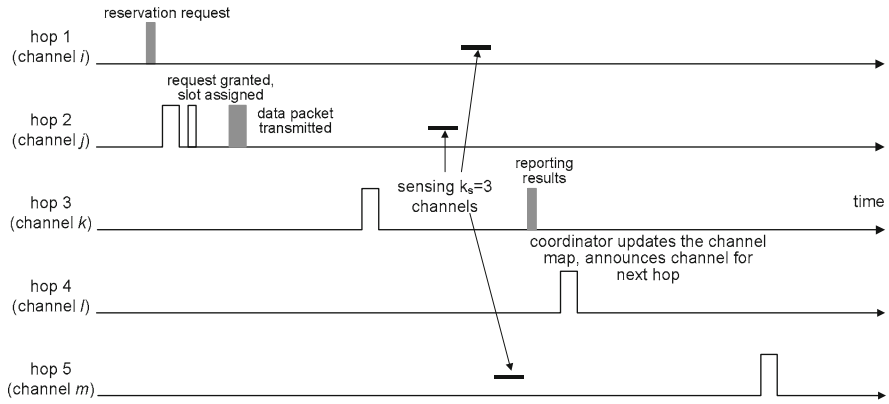 reservation request
hop 1
(channel i)
request granted,
slot assigned
hop 2
(channel j)
data packet
transmitted
sensing ks=3
channels
reporting
results
hop 3
(channel k)
time
coordinator updates the channel
map, announces channel for
next hop
hop 4
(channel l)
hop 5
(channel m)